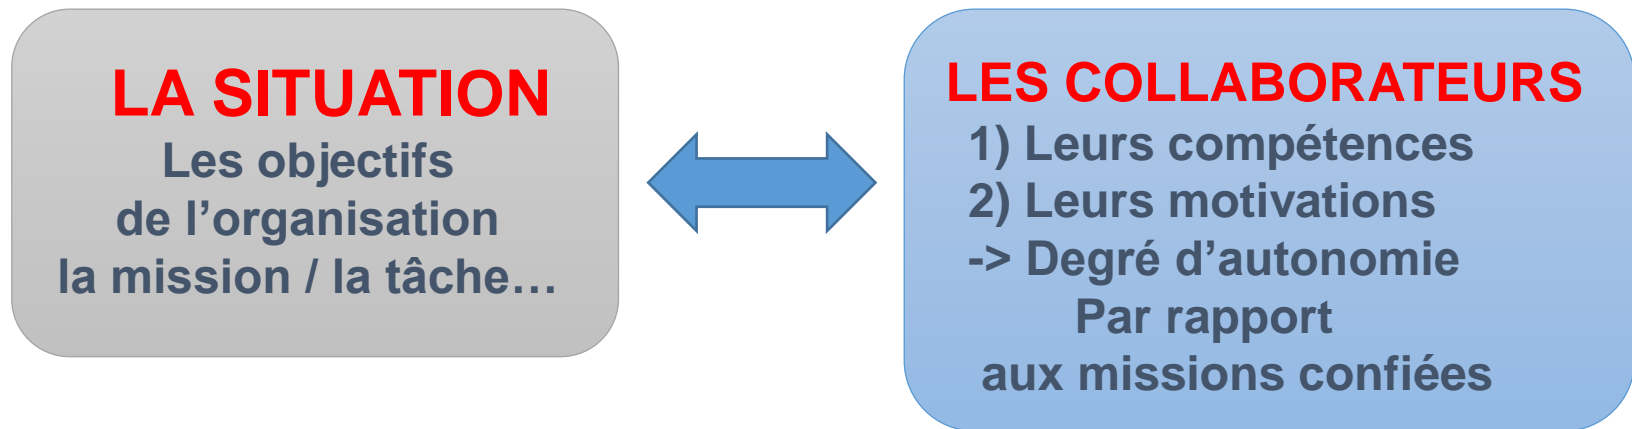 LA SITUATION
Les objectifs
de l’organisation
la mission / la tâche…
LES COLLABORATEURS
1) Leurs compétences
2) Leurs motivations
-> Degré d’autonomie
Par rapport
aux missions confiées